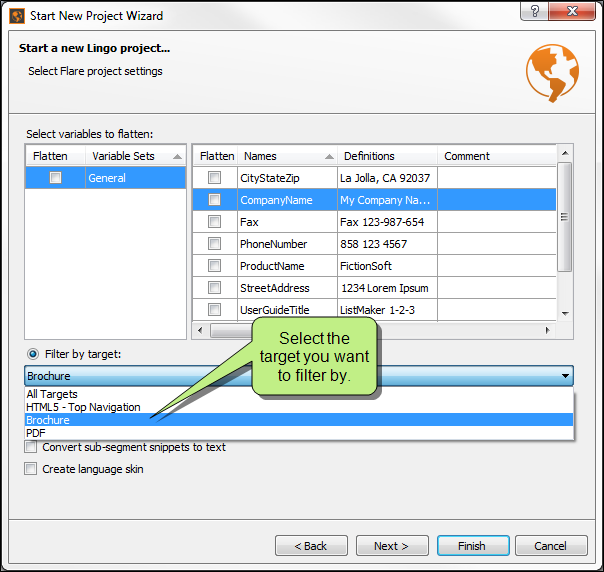 Start New Project Wizard
Start a new Lingo project...
Select Flare project settings
Select variables to flatten:
Flatten Variable Sets
General
Flatten Names Definitions Comment
CityStateZip La Jolla, CA 92037
CompanyName My Company Na...
Fax Fax 123-987-654
PhoneNumber 858 123 4567
ProductName FictionSoft
StreetAddress 1234 Lorem Ipsum
UserGuideTitle ListMaker 1-2-3
Select the
target you want
to filter by.
Filter by target:
Brochure
All Targets
HTML5 - Top Navigation
Brochure
PDF
Convert sub-segment snippets to text
Create language skin
< Back Next > Finish Cancel